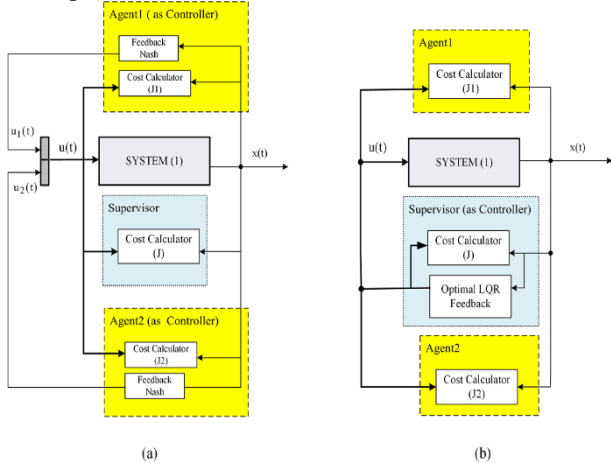 Agent1 ( as Controller)
Feedback
Nash
Cost Calculator
(J1)
u₁(t)
u(t)
u₂(t)
SYSTEM (1)
x(t)
Supervisor
Cost Calculator
(J)
Agent2 (as Controller)
Cost Calculator
(J2)
Feedback
Nash
(a)
Agent1
Cost Calculator
(J1)
u(t)
SYSTEM (1)
x(t)
Supervisor (as Controller)
Cost Calculator
(J)
Optimal LQR
Feedback
Agent2
Cost Calculator
(J2)
(b)